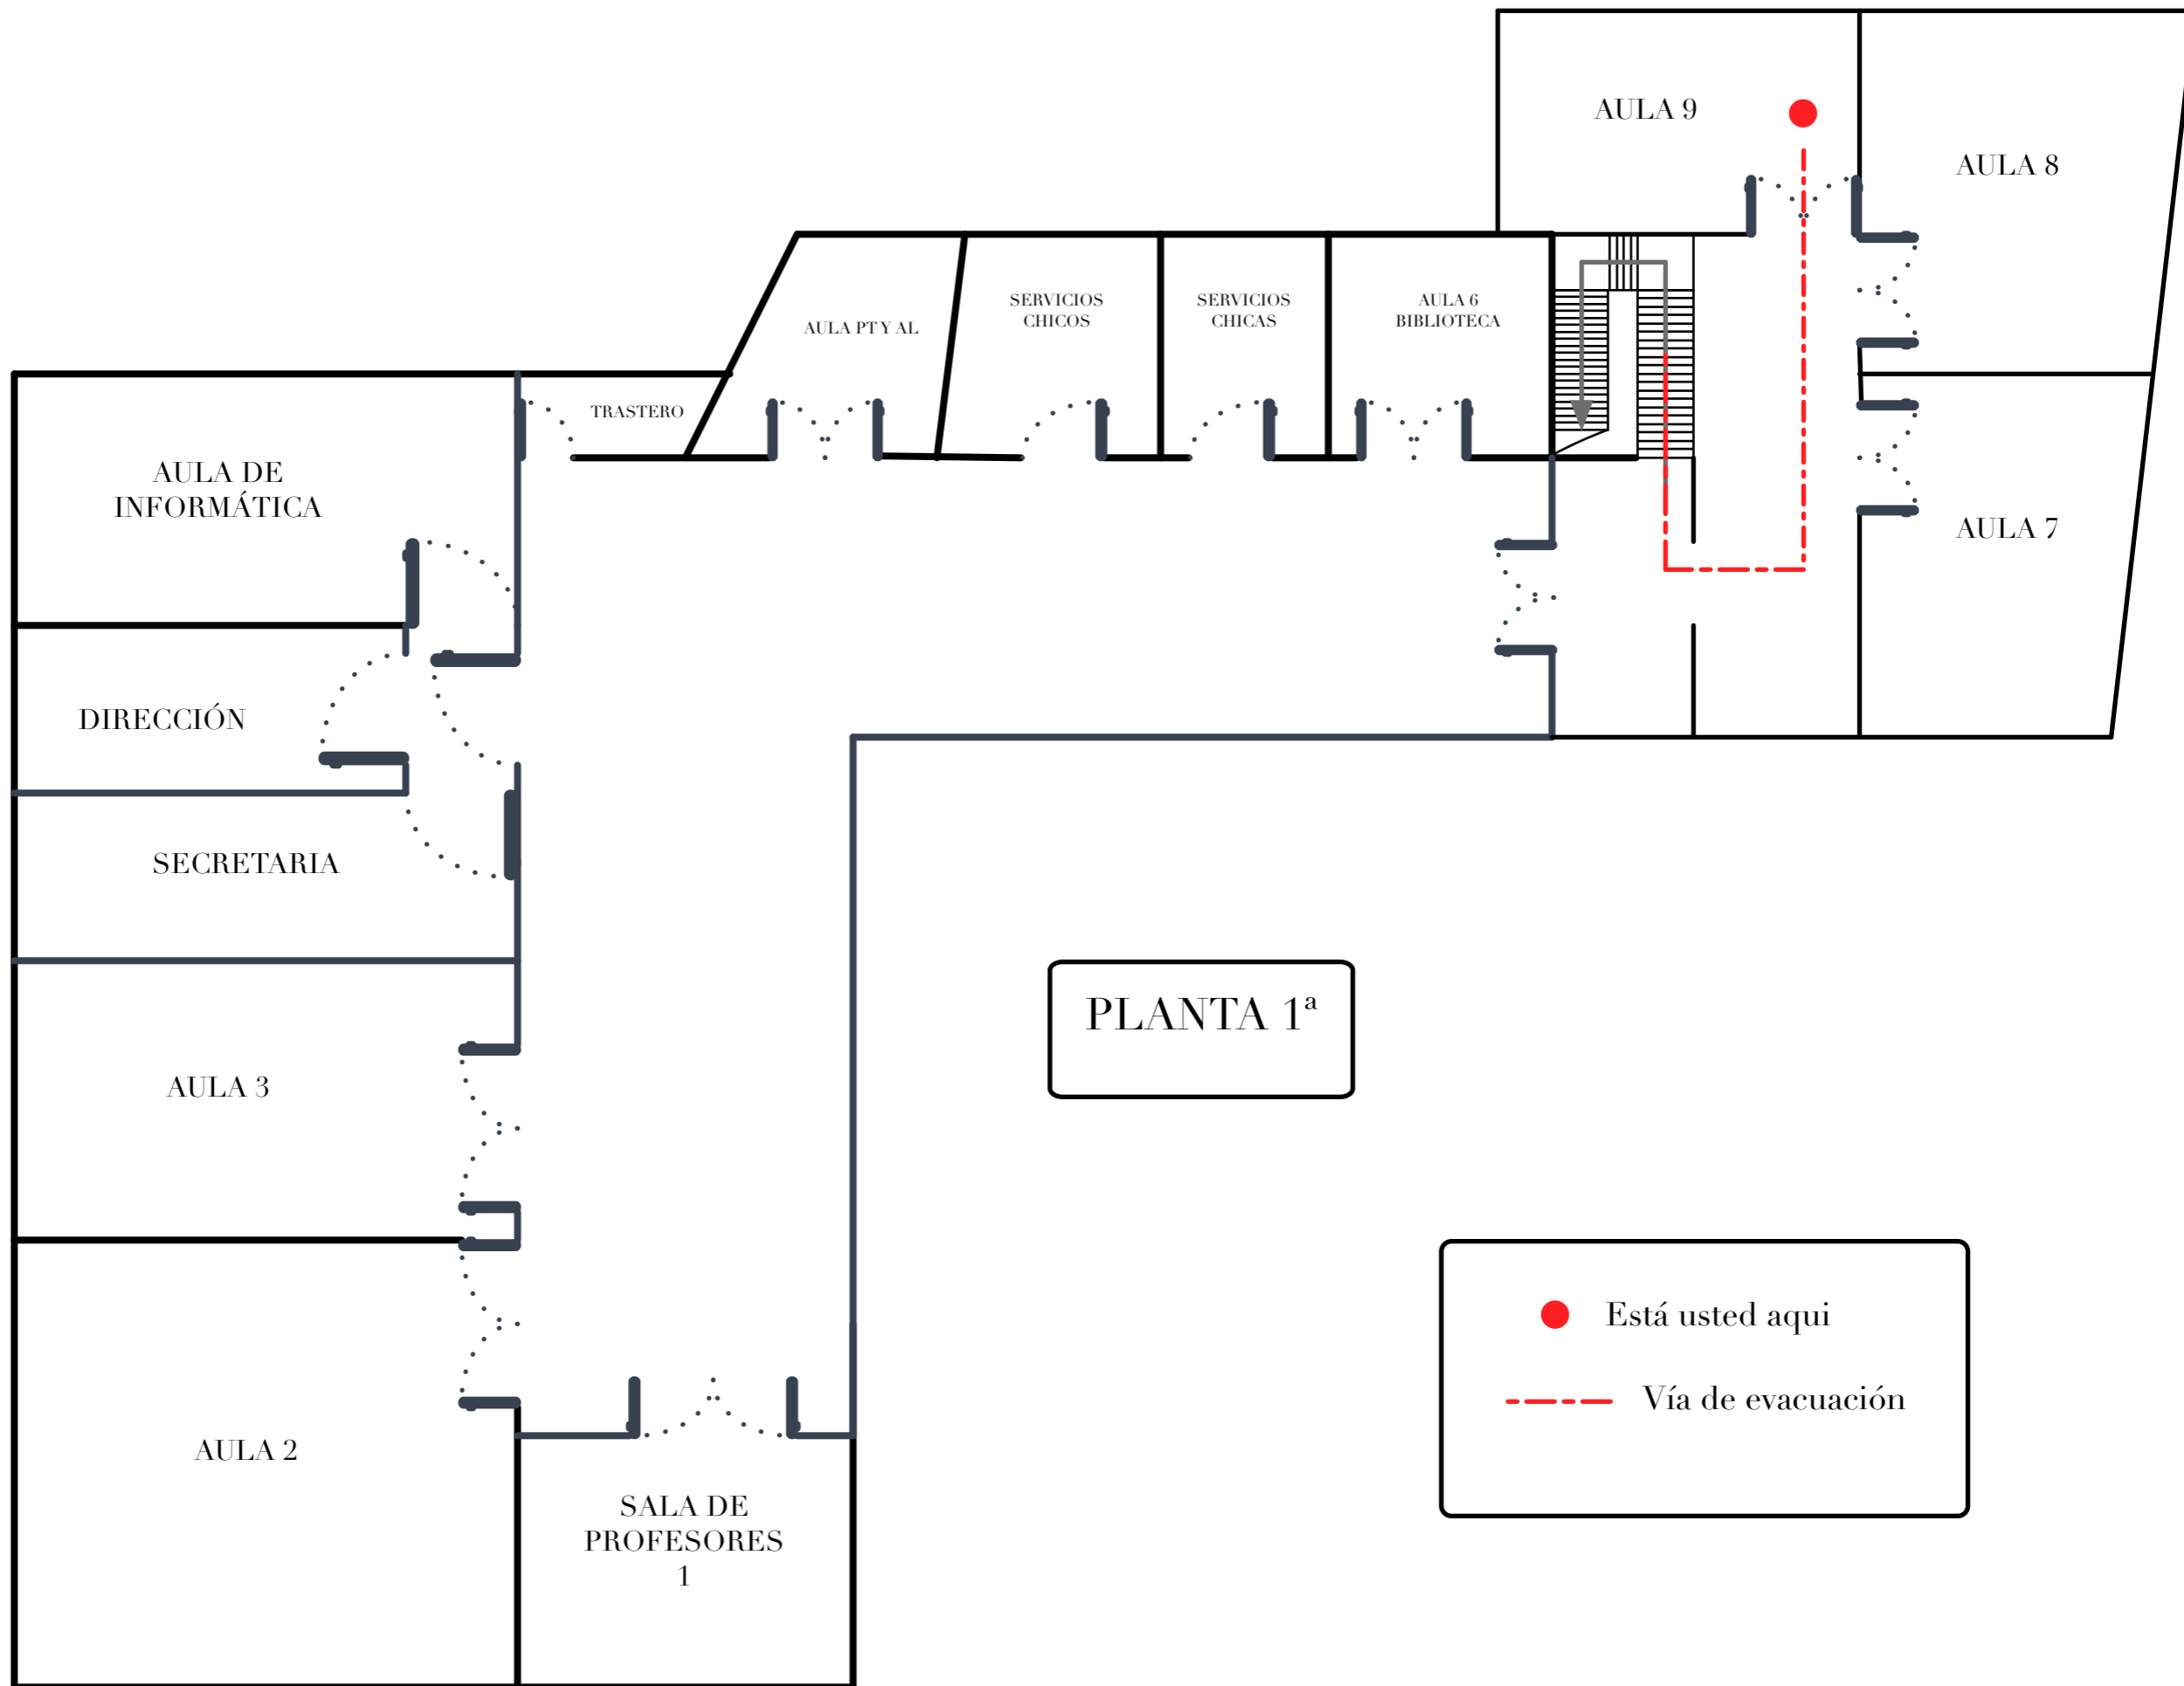 AULA 9
AULA 8
SERVICIOS
CHICOS
SERVICIOS
CHICAS
AULA 6
BIBLIOTECA
AULA PT Y AL
TRASTERO
AULA DE
INFORMÁTICA
AULA 7
DIRECCIÓN
SECRETARIA
PLANTA 1ª
AULA 3
Está usted aqui
Vía de evacuación
AULA 2
SALA DE
PROFESORES
1